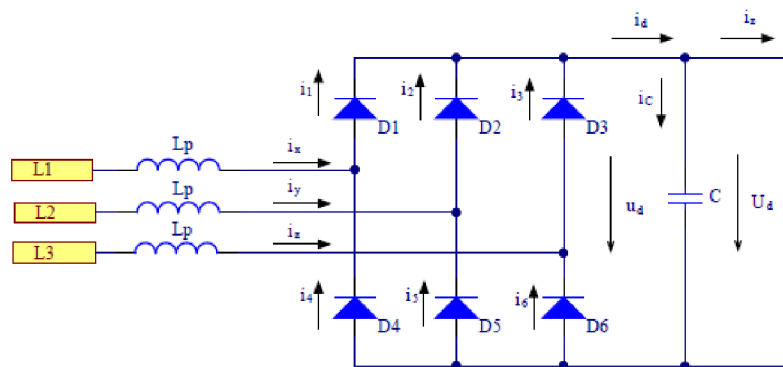 i_d i_z
i_1 i_2 i_3 i_C
D1 D2 D3
Lp i_x
L1
Lp i_y
L2
u_d C U_d
Lp i_z
L3
i_4 i_5 i_6
D4 D5 D6